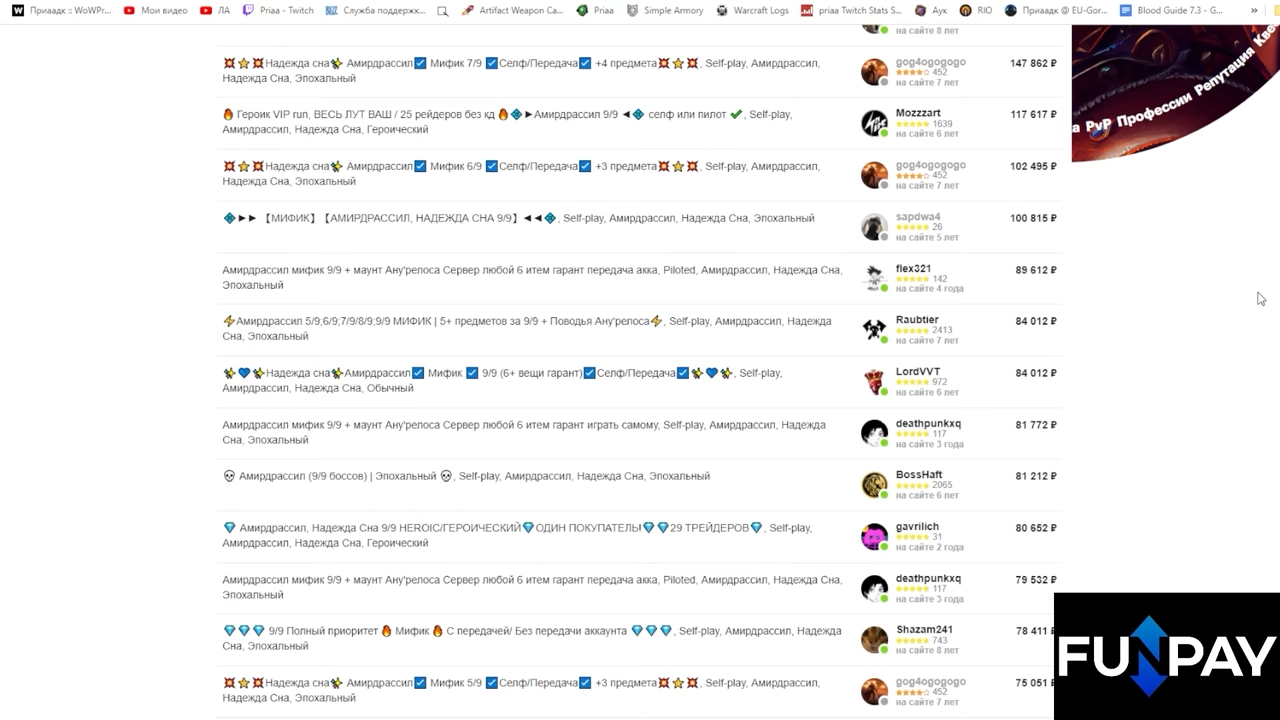 Приаадк :: WoWPr...
Мои видео
ЛА
Priaa - Twitch
Служба поддержк...
Artifact Weapon Ca...
Priaa
Simple Armory
Warcraft Logs
priaa Twitch Stats S...
Аук
RIO
Приаадк @ EU-Gor...
Blood Guide 7.3 - G...
»
на сайте 8 лет
💥⭐💥Надежда сна✨ Амирдрассил☑ Мифик 7/9 ☑Селф/Передача☑ +4 предмета💥⭐💥, Self-play, Амирдрассил,
Надежда Сна, Эпохальный
gog4ogogogo
452
на сайте 7 лет
147 862 ₽
🔥 Героик VIP run, ВЕСЬ ЛУТ ВАШ / 25 рейдеров без кд 🔥💠►Амирдрассил 9/9 ◄💠 селф или пилот ✔, Self-play,
Амирдрассил, Надежда Сна, Героический
Mozzzart
1639
на сайте 6 лет
117 617 ₽
💥⭐💥Надежда сна✨ Амирдрассил☑ Мифик 6/9 ☑Селф/Передача☑ +3 предмета💥⭐💥, Self-play, Амирдрассил,
Надежда Сна, Эпохальный
gog4ogogogo
452
на сайте 7 лет
102 495 ₽
💠►► 【МИФИК】【АМИРДРАССИЛ, НАДЕЖДА СНА 9/9】◄◄💠, Self-play, Амирдрассил, Надежда Сна, Эпохальный
sapdwa4
26
на сайте 5 лет
100 815 ₽
Амирдрассил мифик 9/9 + маунт Ану'релоса Сервер любой 6 итем гарант передача акка, Piloted, Амирдрассил, Надежда Сна,
Эпохальный
flex321
142
на сайте 4 года
89 612 ₽
⚡Амирдрассил 5/9;6/9;7/9/8/9;9/9 МИФИК | 5+ предметов за 9/9 + Поводья Ану'релоса⚡, Self-play, Амирдрассил, Надежда
Сна, Эпохальный
Raubtier
2413
на сайте 7 лет
84 012 ₽
✨💙✨Надежда сна✨Амирдрассил☑ Мифик ☑ 9/9 (6+ вещи гарант)☑Селф/Передача☑✨💙✨, Self-play,
Амирдрассил, Надежда Сна, Обычный
LordVVT
972
на сайте 6 лет
84 012 ₽
Амирдрассил мифик 9/9 + маунт Ану'релоса Сервер любой 6 итем гарант играть самому, Self-play, Амирдрассил, Надежда
Сна, Эпохальный
deathpunkxq
117
на сайте 3 года
81 772 ₽
💀 Амирдрассил (9/9 боссов) | Эпохальный 💀, Self-play, Амирдрассил, Надежда Сна, Эпохальный
BossHaft
2065
на сайте 6 лет
81 212 ₽
💎 Амирдрассил, Надежда Сна 9/9 HEROIC/ГЕРОИЧЕСКИЙ💎ОДИН ПОКУПАТЕЛЬ!💎 💎29 ТРЕЙДЕРОВ💎, Self-play,
Амирдрассил, Надежда Сна, Героический
gavrilich
31
на сайте 2 года
80 652 ₽
Амирдрассил мифик 9/9 + маунт Ану'релоса Сервер любой 6 итем гарант передача акка, Piloted, Амирдрассил, Надежда Сна,
Эпохальный
deathpunkxq
117
на сайте 3 года
79 532 ₽
💎💎💎 9/9 Полный приоритет 🔥 Мифик 🔥 С передачей/ Без передачи аккаунта 💎💎💎, Self-play, Амирдрассил, Надежда
Сна, Эпохальный
Shazam241
743
на сайте 8 лет
78 411 ₽
💥⭐💥Надежда сна✨ Амирдрассил☑ Мифик 5/9 ☑Селф/Передача☑ +3 предмета💥⭐💥, Self-play, Амирдрассил,
Надежда Сна, Эпохальный
gog4ogogogo
452
на сайте 7 лет
75 051 ₽
а PvP Профессии Репутация Кве
FUNPAY